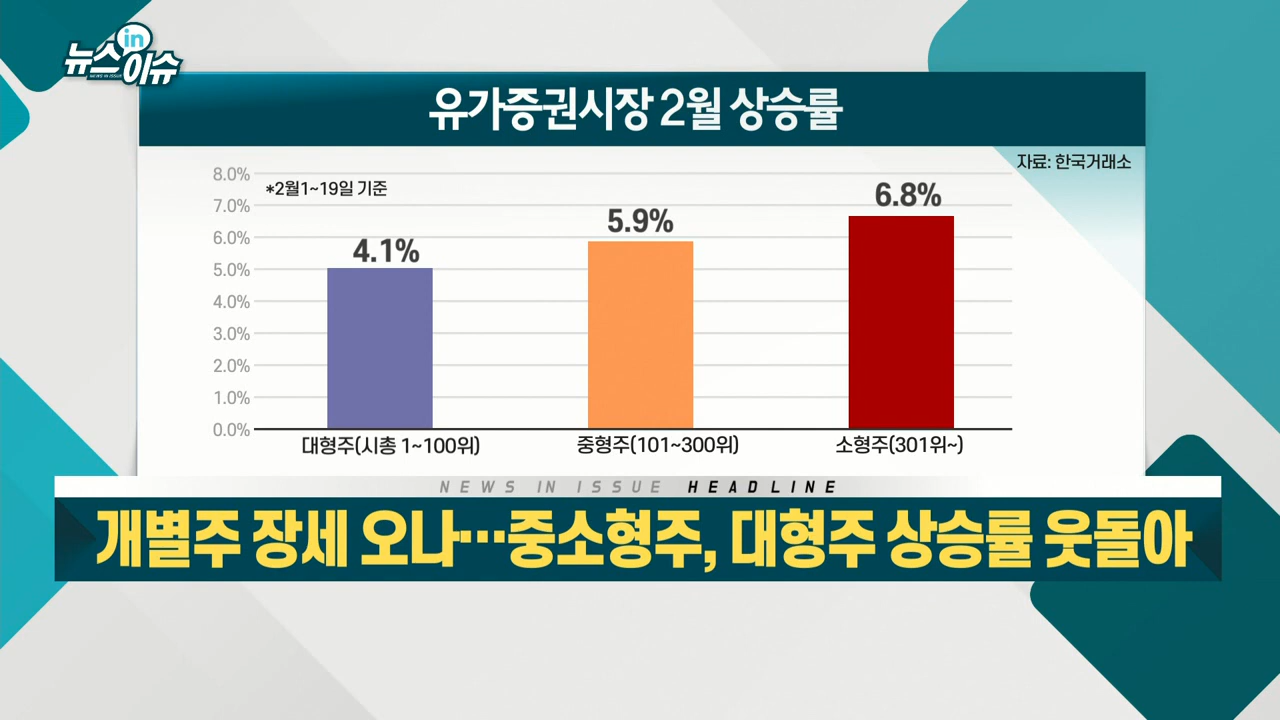 뉴스in이슈
NEWS IN ISSUE
유가증권시장 2월 상승률
자료: 한국거래소
*2월1~19일 기준
8.0%
7.0%
6.0%
5.0%
4.0%
3.0%
2.0%
1.0%
0.0%
4.1%
5.9%
6.8%
대형주(시총 1~100위)
중형주(101~300위)
소형주(301위~)
NEWS IN ISSUE HEADLINE
개별주 장세 오나…중소형주, 대형주 상승률 웃돌아